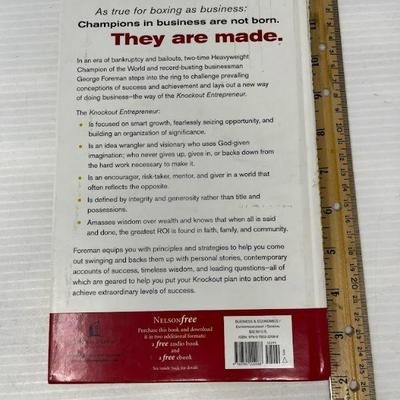 As true for boxing as business:
Champions in business are not born.
They are made.
In an era of bankruptcy and bailouts, two-time Heavyweight
Champion of the World and record-busting businessman
George Foreman steps into the ring to challenge prevailing
conceptions of success and achievement and lays out a new way
of doing business—the way of the Knockout Entrepreneur.
The Knockout Entrepreneur:
• Is focused on smart growth, fearlessly seizing opportunity, and
building an organization of significance.
• Is an idea wrangler and visionary who uses God-given
imagination; who never gives up, gives in, or backs down from
the hard work necessary to make it.
• Is an encourager, risk-taker, mentor, and giver in a world that
often reflects the opposite.
• Is defined by integrity and generosity rather than title and
possessions.
• Amasses wisdom over wealth and knows that when all is said
and done, the greatest ROI is found in faith, family, and community.
Foreman equips you with principles and strategies to help you come
out swinging and backs them up with personal stories, contemporary
accounts of success, timeless wisdom, and leading questions—all of
which are geared to help you put your Knockout plan into action and
achieve extraordinary levels of success.
NELSONfree
Purchase this book and download
it in two additional formats:
a free audio book
and a free ebook
See inside book for details
BUSINESS & ECONOMICS /